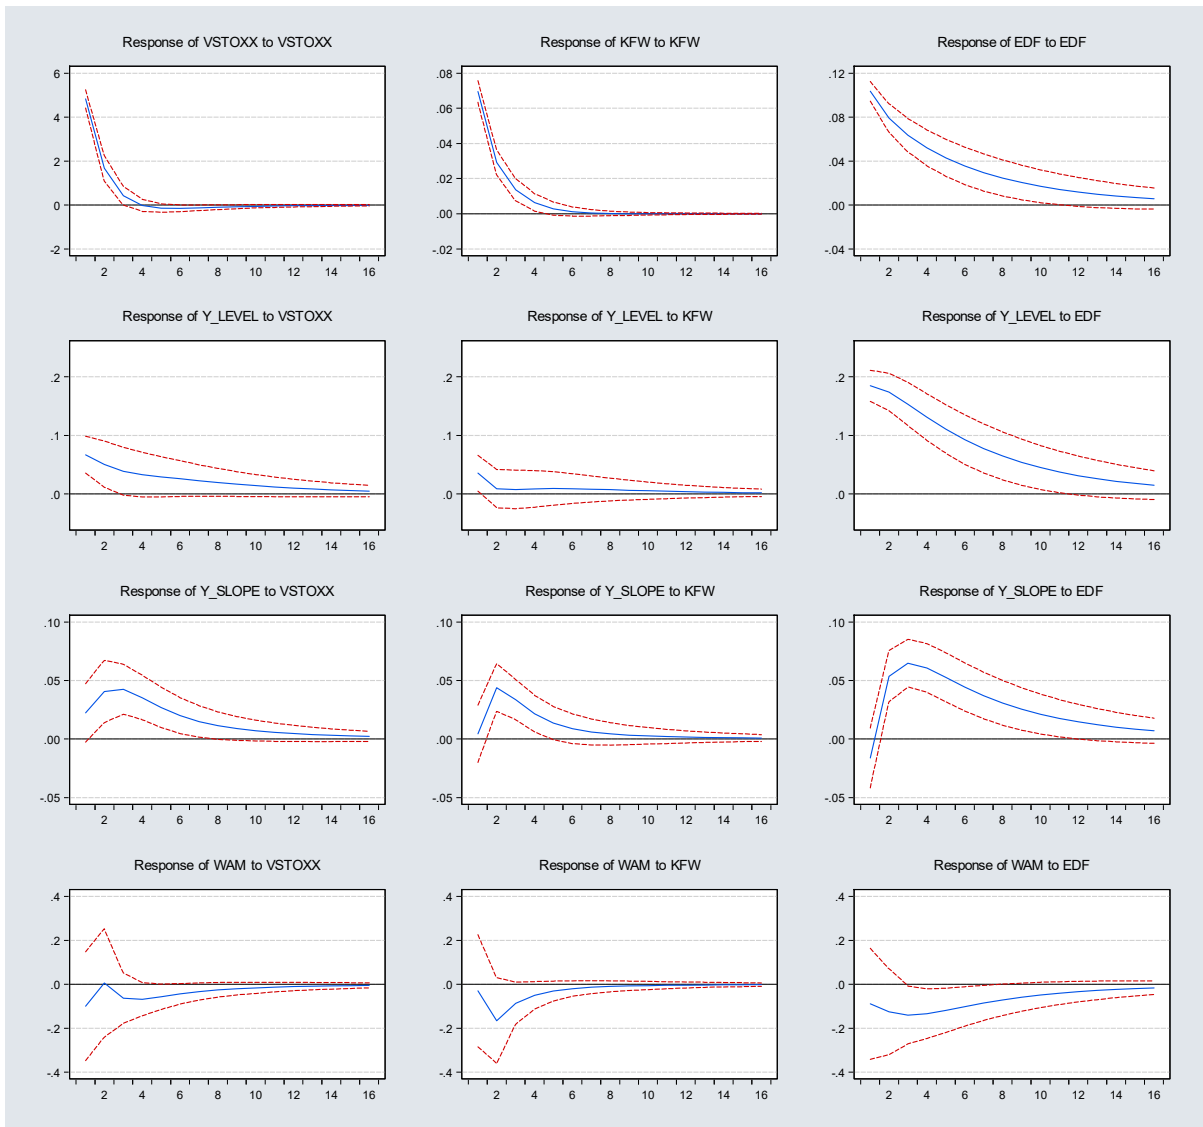 Response of VSTOXX to VSTOXX
6
4
2
0
-2
2 4 6 8 10 12 14 16
Response of KFW to KFW
.08
.06
.04
.02
.00
-.02
2 4 6 8 10 12 14 16
Response of EDF to EDF
.12
.08
.04
.00
-.04
2 4 6 8 10 12 14 16
Response of Y_LEVEL to VSTOXX
.2
.1
.0
2 4 6 8 10 12 14 16
Response of Y_LEVEL to KFW
.2
.1
.0
2 4 6 8 10 12 14 16
Response of Y_LEVEL to EDF
.2
.1
.0
2 4 6 8 10 12 14 16
Response of Y_SLOPE to VSTOXX
.10
.05
.00
-.05
2 4 6 8 10 12 14 16
Response of Y_SLOPE to KFW
.10
.05
.00
-.05
2 4 6 8 10 12 14 16
Response of Y_SLOPE to EDF
.10
.05
.00
-.05
2 4 6 8 10 12 14 16
Response of WAM to VSTOXX
.4
.2
.0
-.2
-.4
2 4 6 8 10 12 14 16
Response of WAM to KFW
.4
.2
.0
-.2
-.4
2 4 6 8 10 12 14 16
Response of WAM to EDF
.4
.2
.0
-.2
-.4
2 4 6 8 10 12 14 16